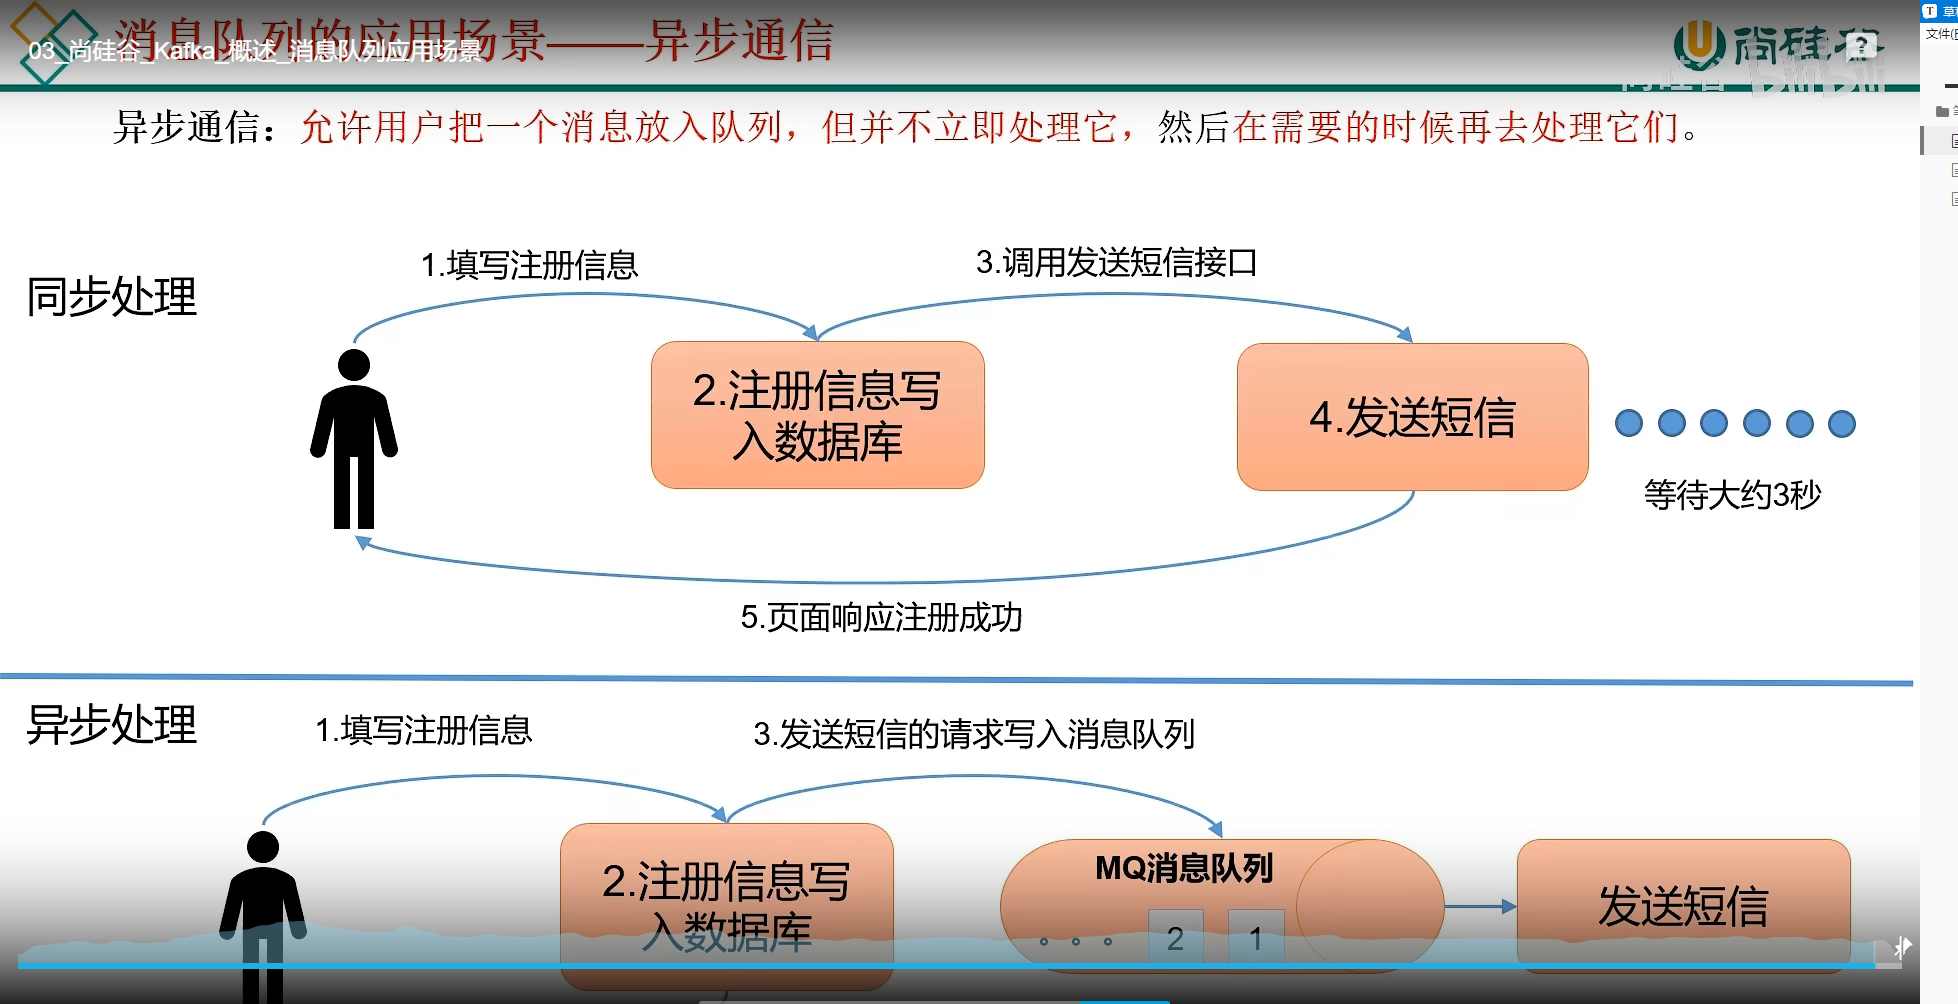 消息队列的应用场景——异步通信
03_尚硅谷_Kafka_概述_消息队列应用场景
尚硅谷
文件(
异步通信：允许用户把一个消息放入队列，但并不立即处理它，然后在需要的时候再去处理它们。
同步处理
1.填写注册信息
3.调用发送短信接口
2.注册信息写
入数据库
4.发送短信
等待大约3秒
5.页面响应注册成功
异步处理
1.填写注册信息
3.发送短信的请求写入消息队列
2.注册信息写
入数据库
MQ消息队列
2 1
发送短信